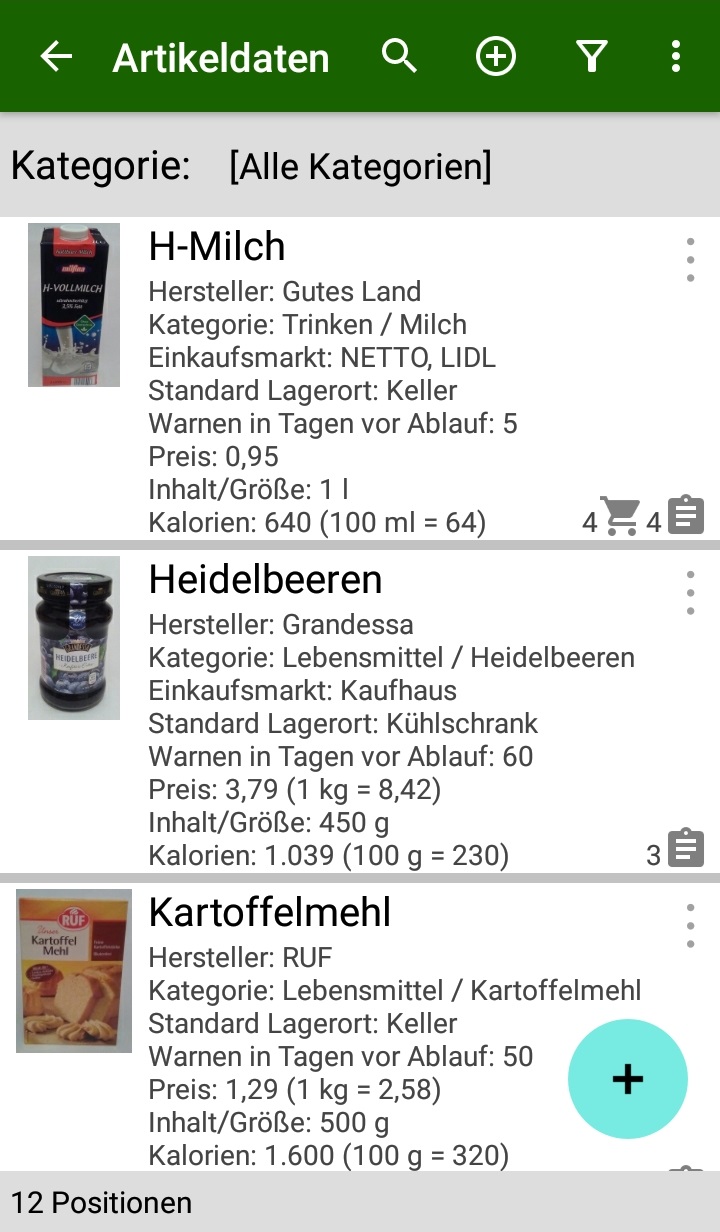 Artikeldaten
Kategorie: [Alle Kategorien]
H-Milch
H-VOLLMILCH
Hersteller: Gutes Land
Kategorie: Trinken / Milch
Einkaufsmarkt: NETTO, LIDL
Standard Lagerort: Keller
Warnen in Tagen vor Ablauf: 5
Preis: 0,95
Inhalt/Größe: 1 l
Kalorien: 640 (100 ml = 64) 4 4
Heidelbeeren
HEIDELBEERE
Hersteller: Grandessa
Kategorie: Lebensmittel / Heidelbeeren
Einkaufsmarkt: Kaufhaus
Standard Lagerort: Kühlschrank
Warnen in Tagen vor Ablauf: 60
Preis: 3,79 (1 kg = 8,42)
Inhalt/Größe: 450 g
Kalorien: 1.039 (100 g = 230) 3
Kartoffelmehl
RUF
Kartoffel
Mehl
Hersteller: RUF
Kategorie: Lebensmittel / Kartoffelmehl
Standard Lagerort: Keller
Warnen in Tagen vor Ablauf: 50
Preis: 1,29 (1 kg = 2,58)
Inhalt/Größe: 500 g
Kalorien: 1.600 (100 g = 320)
12 Positionen